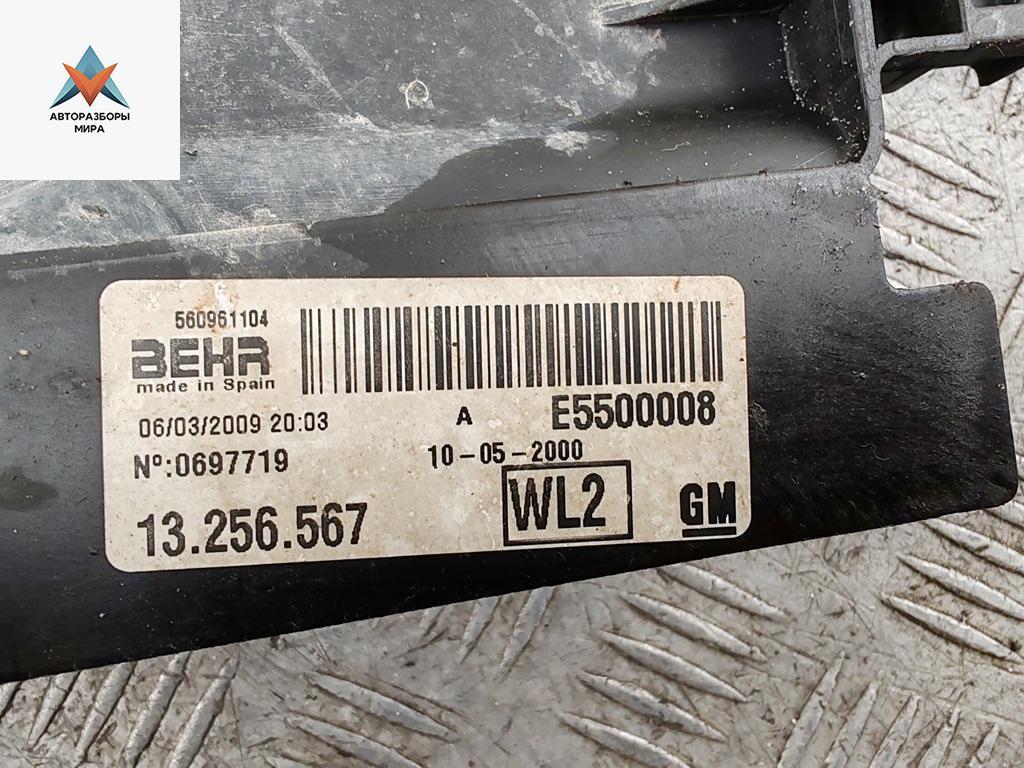 АВТОРАЗБОРЫ
МИРА
560961104
BEHR
made in Spain
06/03/2009 20:03
A
E5500008
Nº:0697719
10-05-2000
13.256.567
WL2
GM